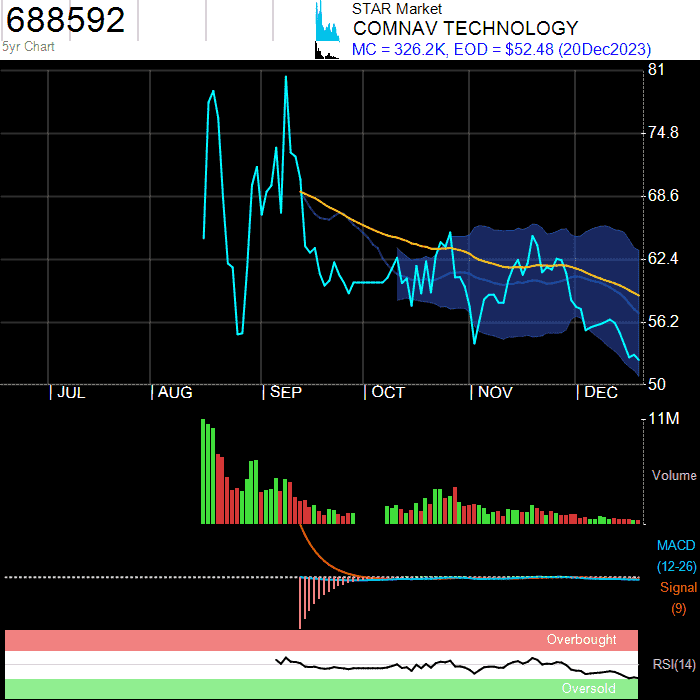 688592
5yr Chart
STAR Market
COMNAV TECHNOLOGY
MC = 326.2K, EOD = $52.48 (20Dec2023)
81
74.8
68.6
62.4
56.2
50
JUL
AUG
SEP
OCT
NOV
DEC
11M
Volume
MACD
(12-26)
Signal
(9)
Overbought
RSI(14)
Oversold